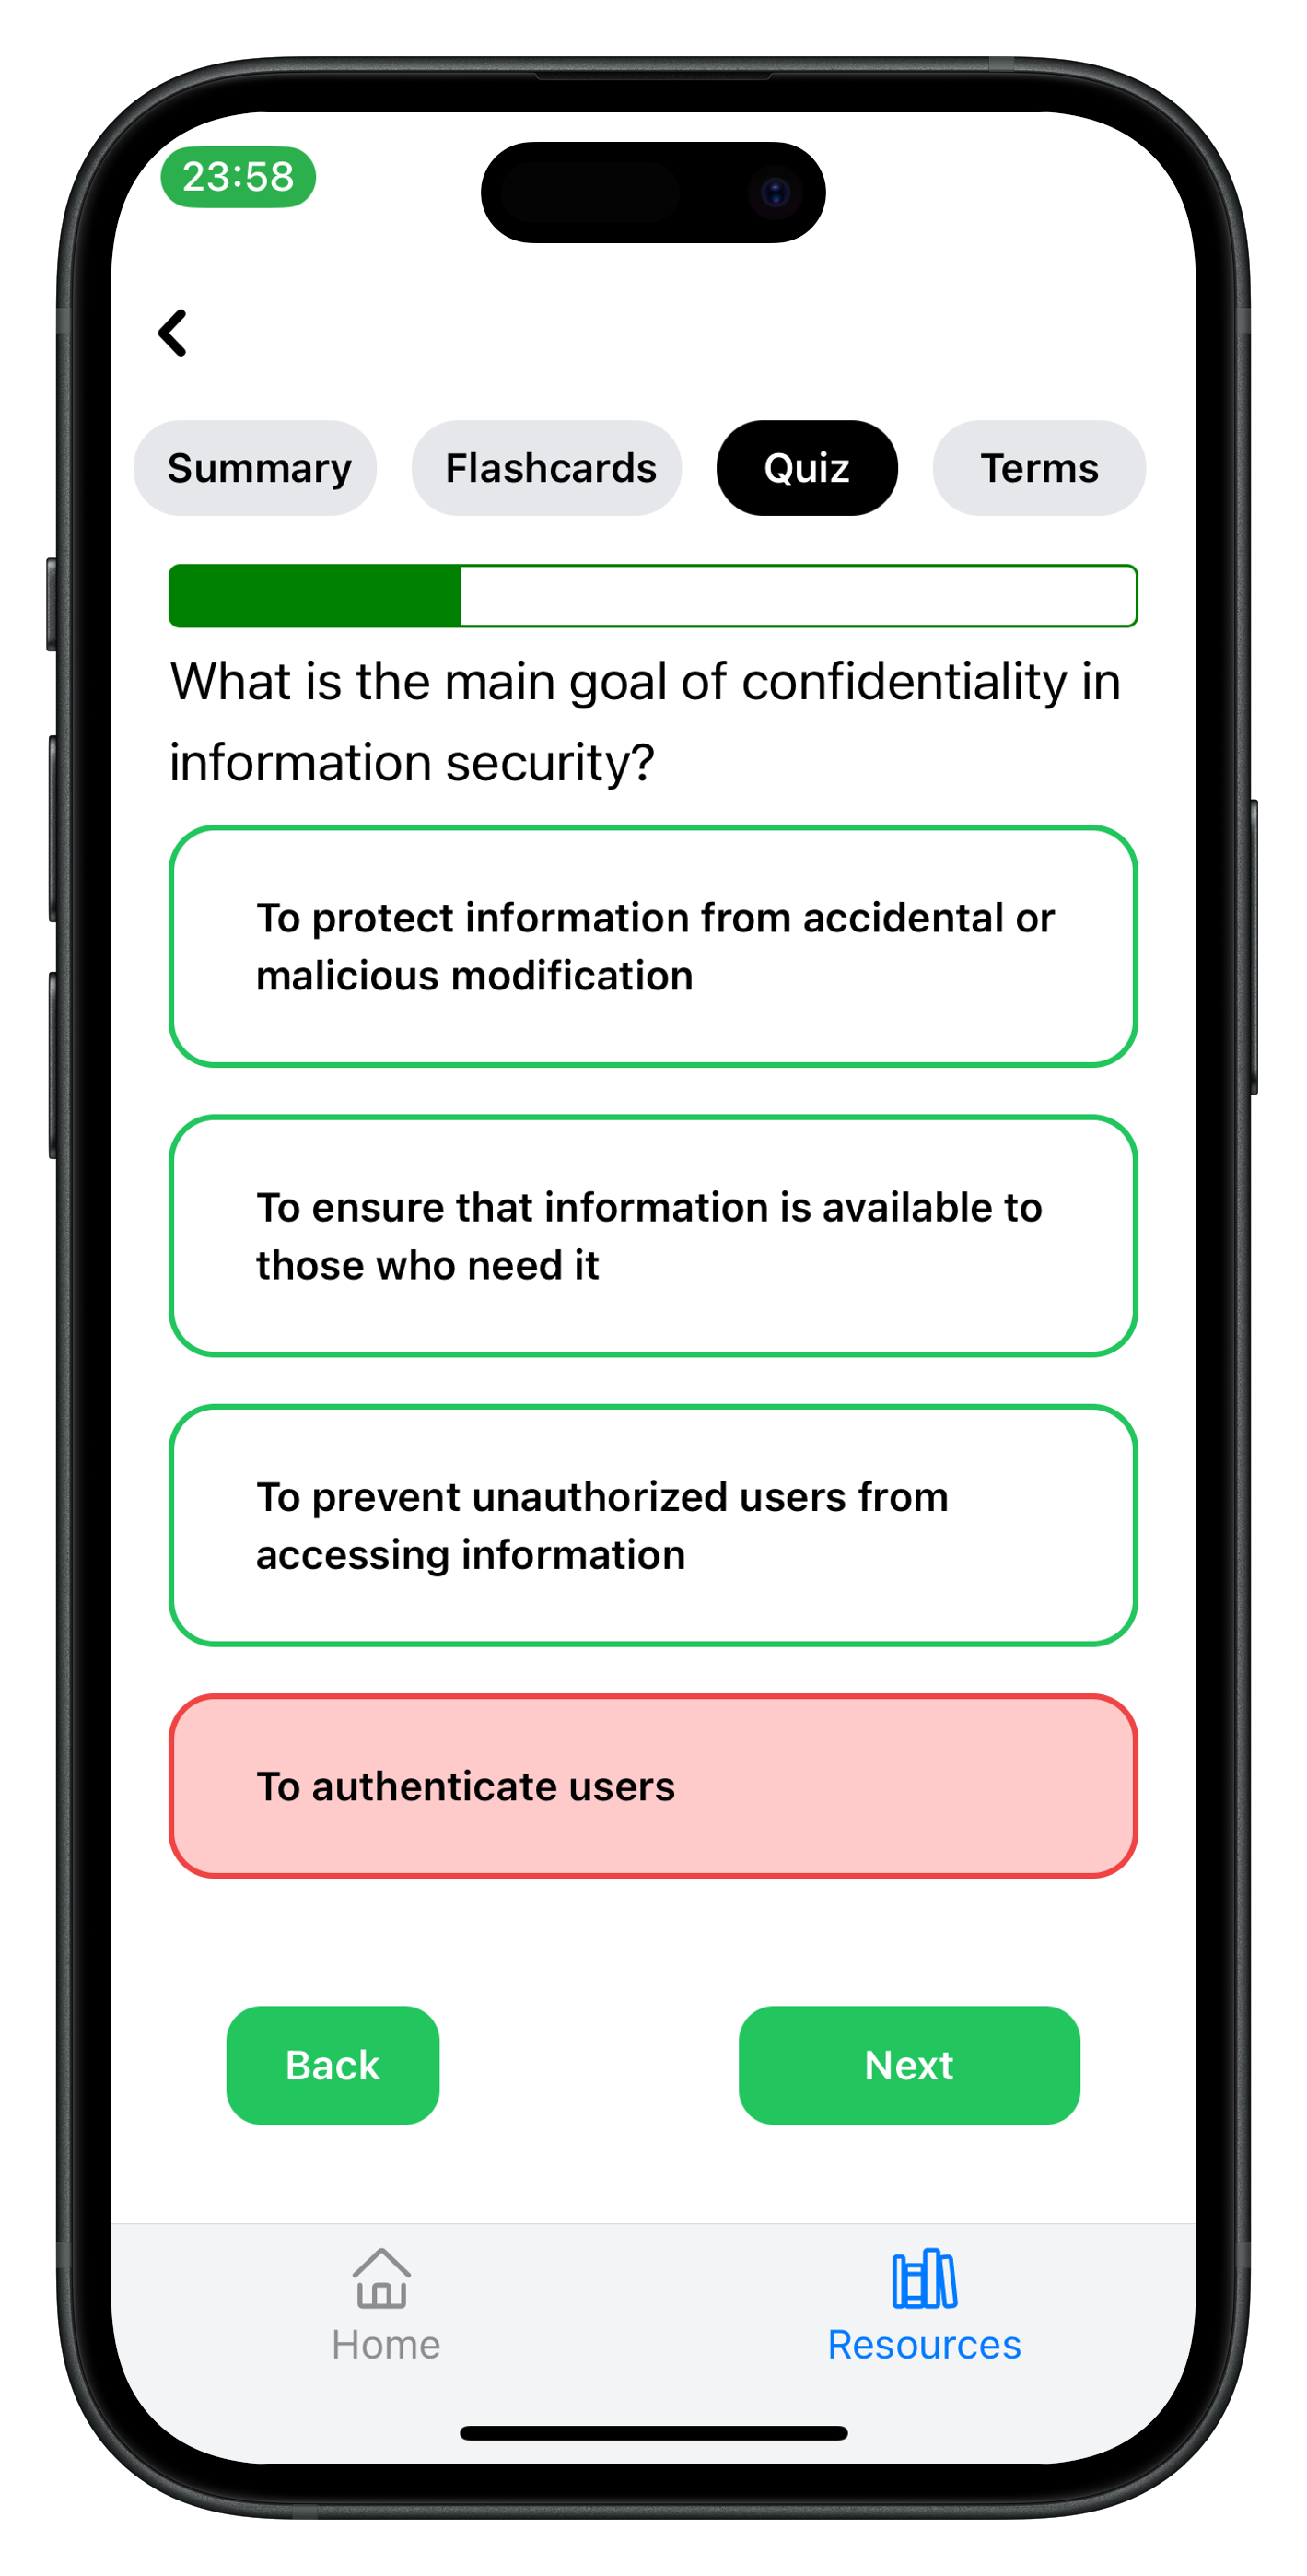 23:58
Summary Flashcards Quiz Terms
What is the main goal of confidentiality in
information security?
To protect information from accidental or
malicious modification
To ensure that information is available to
those who need it
To prevent unauthorized users from
accessing information
To authenticate users
Back Next
Home Resources